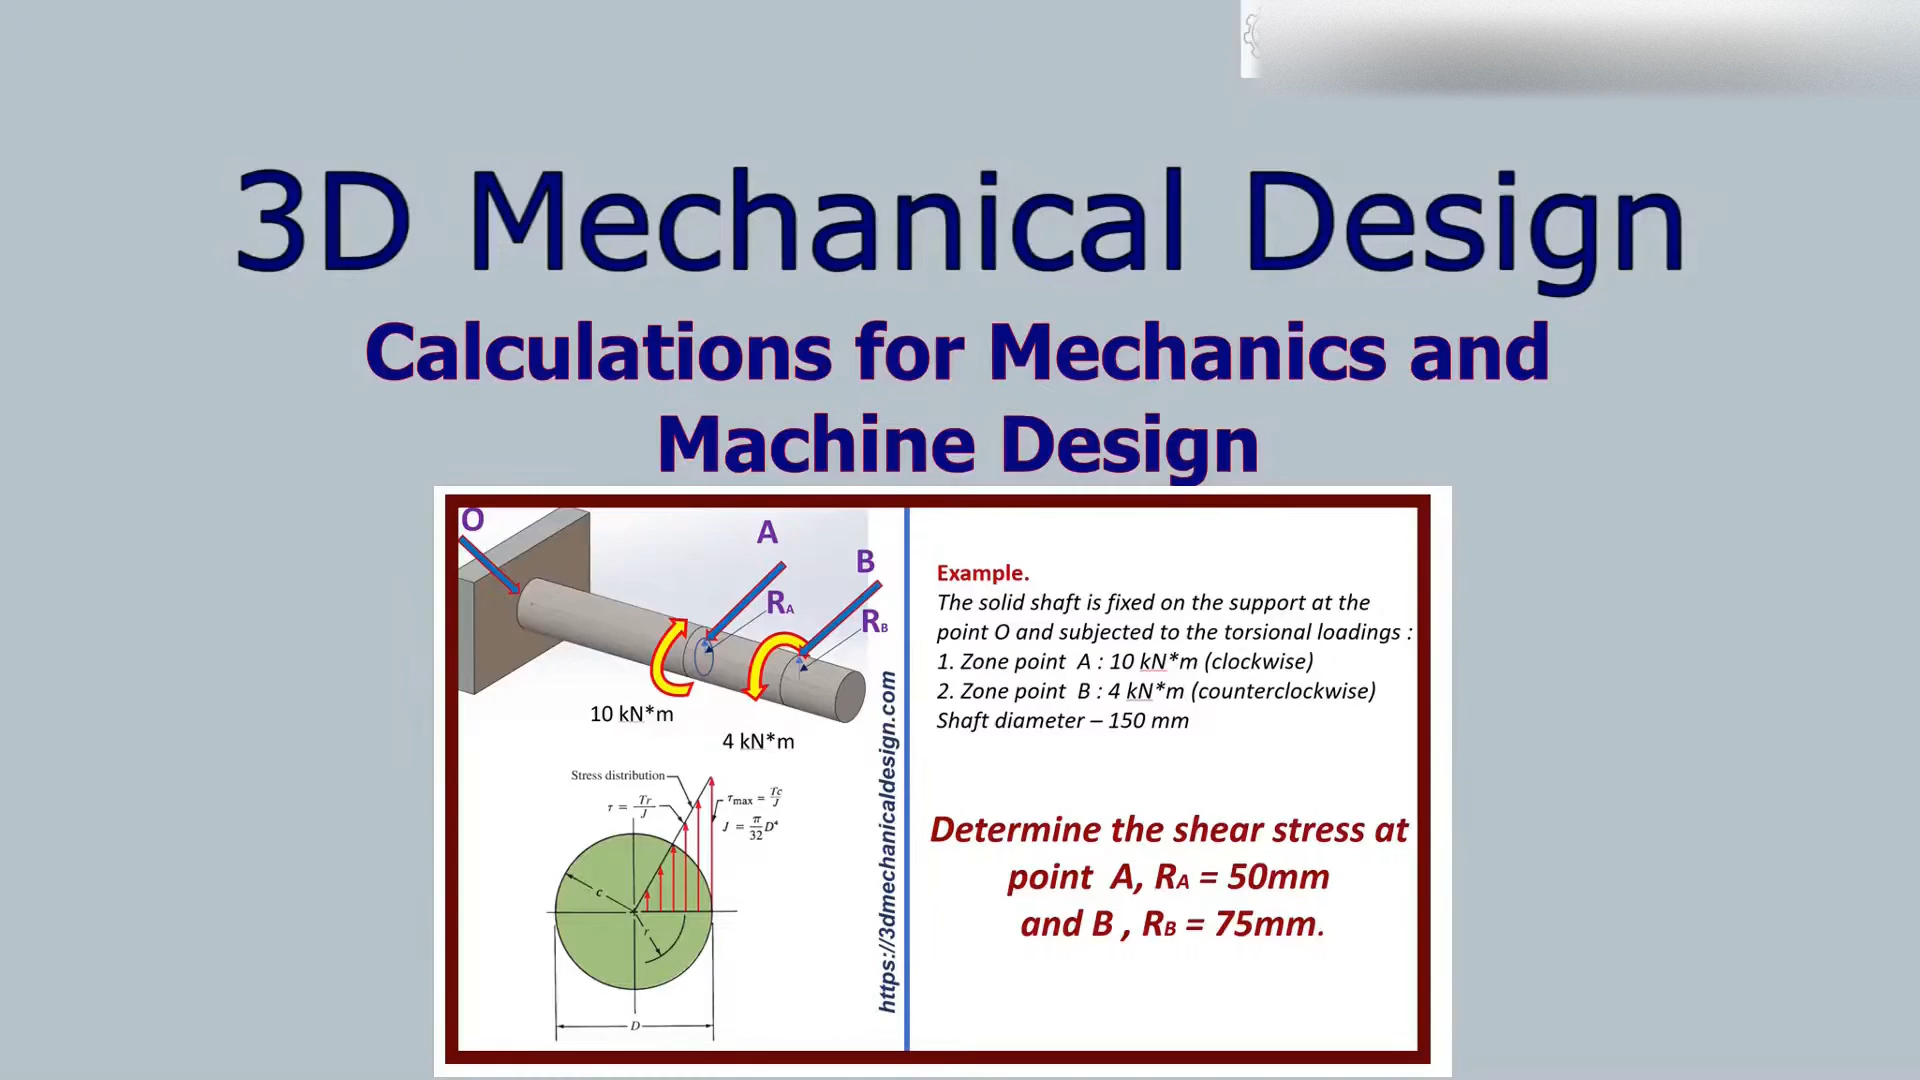 3D Mechanical Design
Calculations for Mechanics and
Machine Design
O
A
B
RA
RB
10 kN*m
4 kN*m
Stress distribution
τ = Tr/J
τmax = Tc/J
J = π/32 D⁴
c
r
D
https://3dmechanicaldesign.com
Example.
The solid shaft is fixed on the support at the
point O and subjected to the torsional loadings :
1. Zone point A : 10 kN*m (clockwise)
2. Zone point B : 4 kN*m (counterclockwise)
Shaft diameter – 150 mm
Determine the shear stress at
point A, RA = 50mm
and B , RB = 75mm.